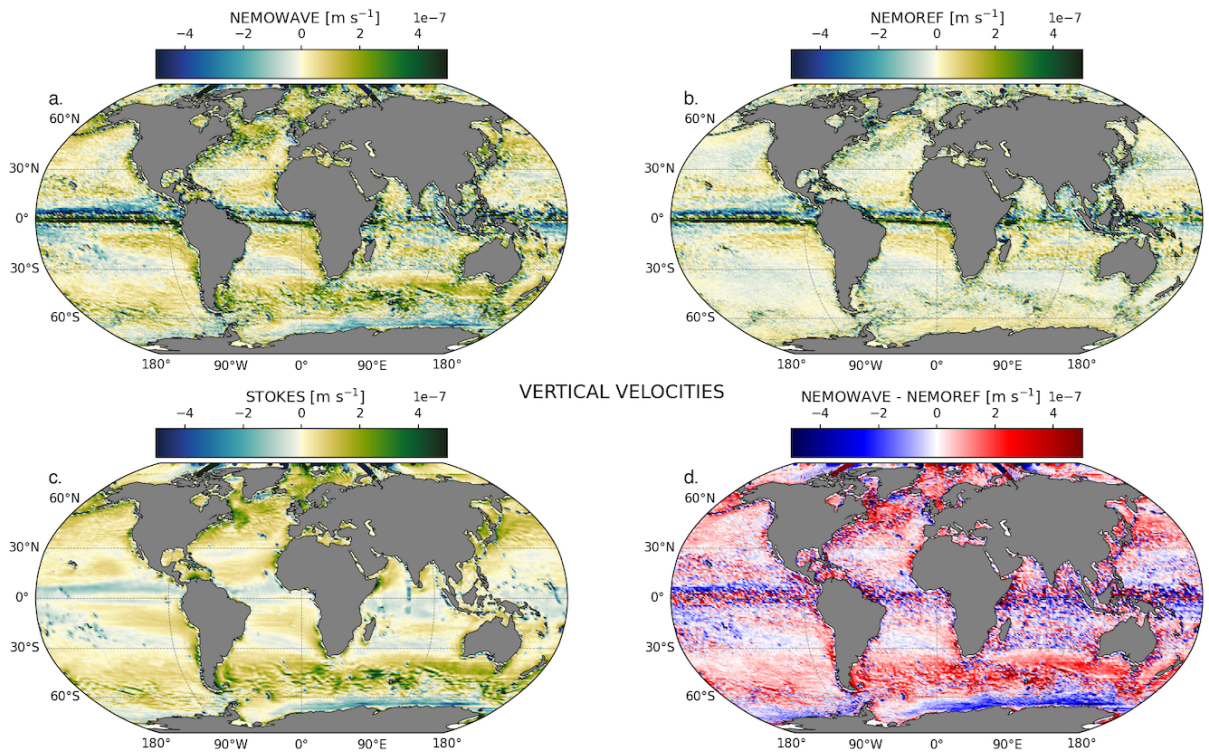 NEMOWAVE [m s⁻¹] 1e-7
−4 −2 0 2 4
a.
60°N
30°N
0°
30°S
60°S
180° 90°W 0° 90°E 180°
NEMOREF [m s⁻¹] 1e-7
−4 −2 0 2 4
b.
60°N
30°N
0°
30°S
60°S
180° 90°W 0° 90°E 180°
VERTICAL VELOCITIES
STOKES [m s⁻¹] 1e-7
−4 −2 0 2 4
c.
60°N
30°N
0°
30°S
60°S
180° 90°W 0° 90°E 180°
NEMOWAVE - NEMOREF [m s⁻¹] 1e-7
−4 −2 0 2 4
d.
60°N
30°N
0°
30°S
60°S
180° 90°W 0° 90°E 180°